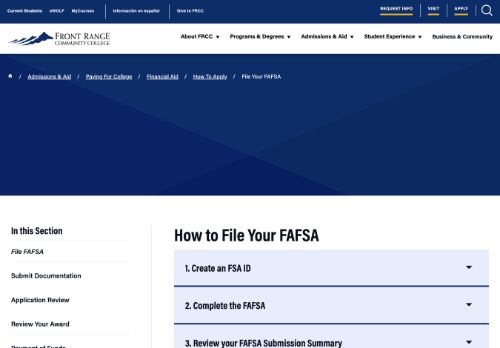 Current Students eWOLF MyCourses Información en español Give to FRCC REQUEST INFO VISIT APPLY
FRONT RANGE
COMMUNITY COLLEGE
About FRCC Programs & Degrees Admissions & Aid Student Experience Business & Community
/ Admissions & Aid / Paying For College / Financial Aid / How To Apply / File Your FAFSA
In this Section
File FAFSA
Submit Documentation
Application Review
Review Your Award
Payment of Funds
How to File Your FAFSA
1. Create an FSA ID
2. Complete the FAFSA
3. Review your FAFSA Submission Summary